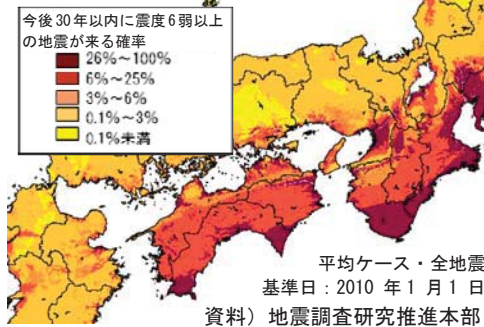 今後30年以内に震度6弱以上
の地震が来る確率
26%～100%
6%～25%
3%～6%
0.1%～3%
0.1%未満
平均ケース・全地震
基準日：2010 年 1 月 1 日
資料）地震調査研究推進本部